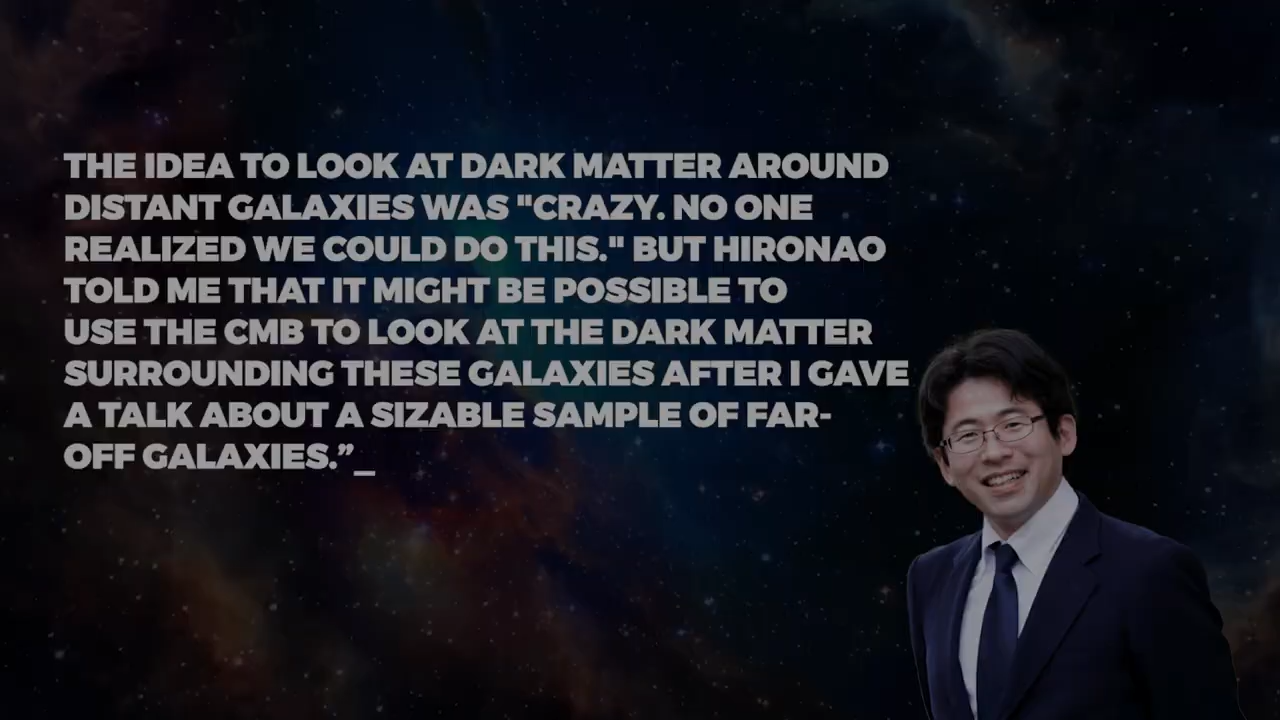 THE IDEA TO LOOK AT DARK MATTER AROUND
DISTANT GALAXIES WAS "CRAZY. NO ONE
REALIZED WE COULD DO THIS." BUT HIRONAO
TOLD ME THAT IT MIGHT BE POSSIBLE TO
USE THE CMB TO LOOK AT THE DARK MATTER
SURROUNDING THESE GALAXIES AFTER I GAVE
A TALK ABOUT A SIZABLE SAMPLE OF FAR-
OFF GALAXIES.”_